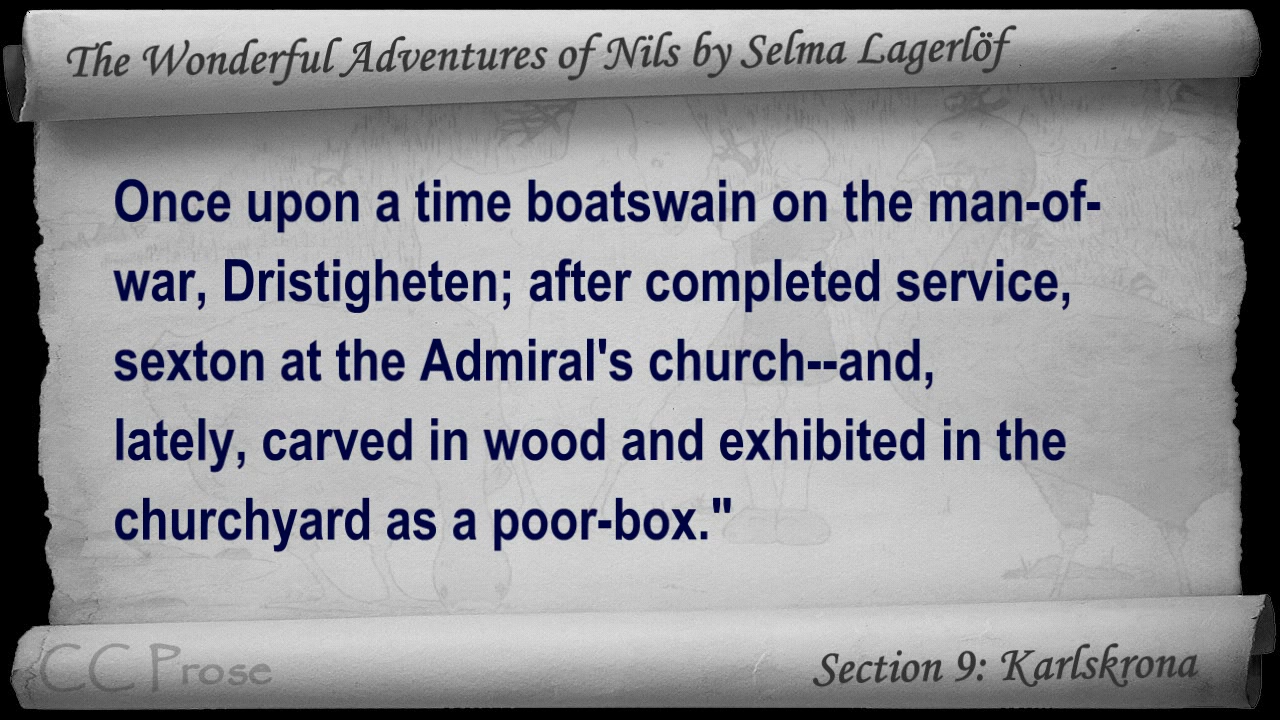 The Wonderful Adventures of Nils by Selma Lagerlöf
Once upon a time boatswain on the man-of-
war, Dristigheten; after completed service,
sexton at the Admiral's church--and,
lately, carved in wood and exhibited in the
churchyard as a poor-box."
CC Prose
Section 9: Karlskrona